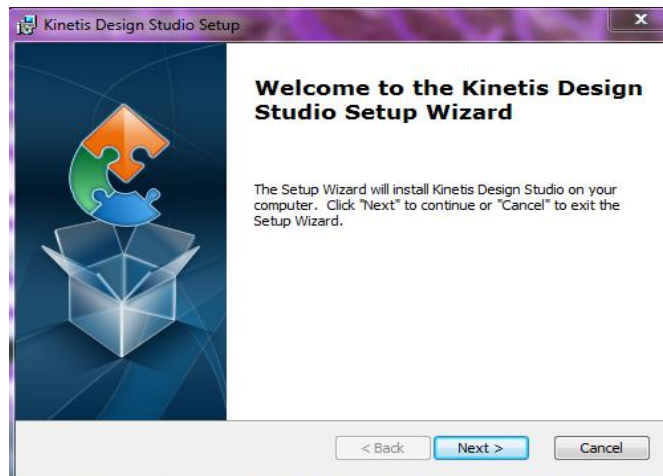 Kinetis Design Studio Setup
x
Welcome to the Kinetis Design
Studio Setup Wizard
The Setup Wizard will install Kinetis Design Studio on your
computer. Click "Next" to continue or "Cancel" to exit the
Setup Wizard.
< Back Next > Cancel